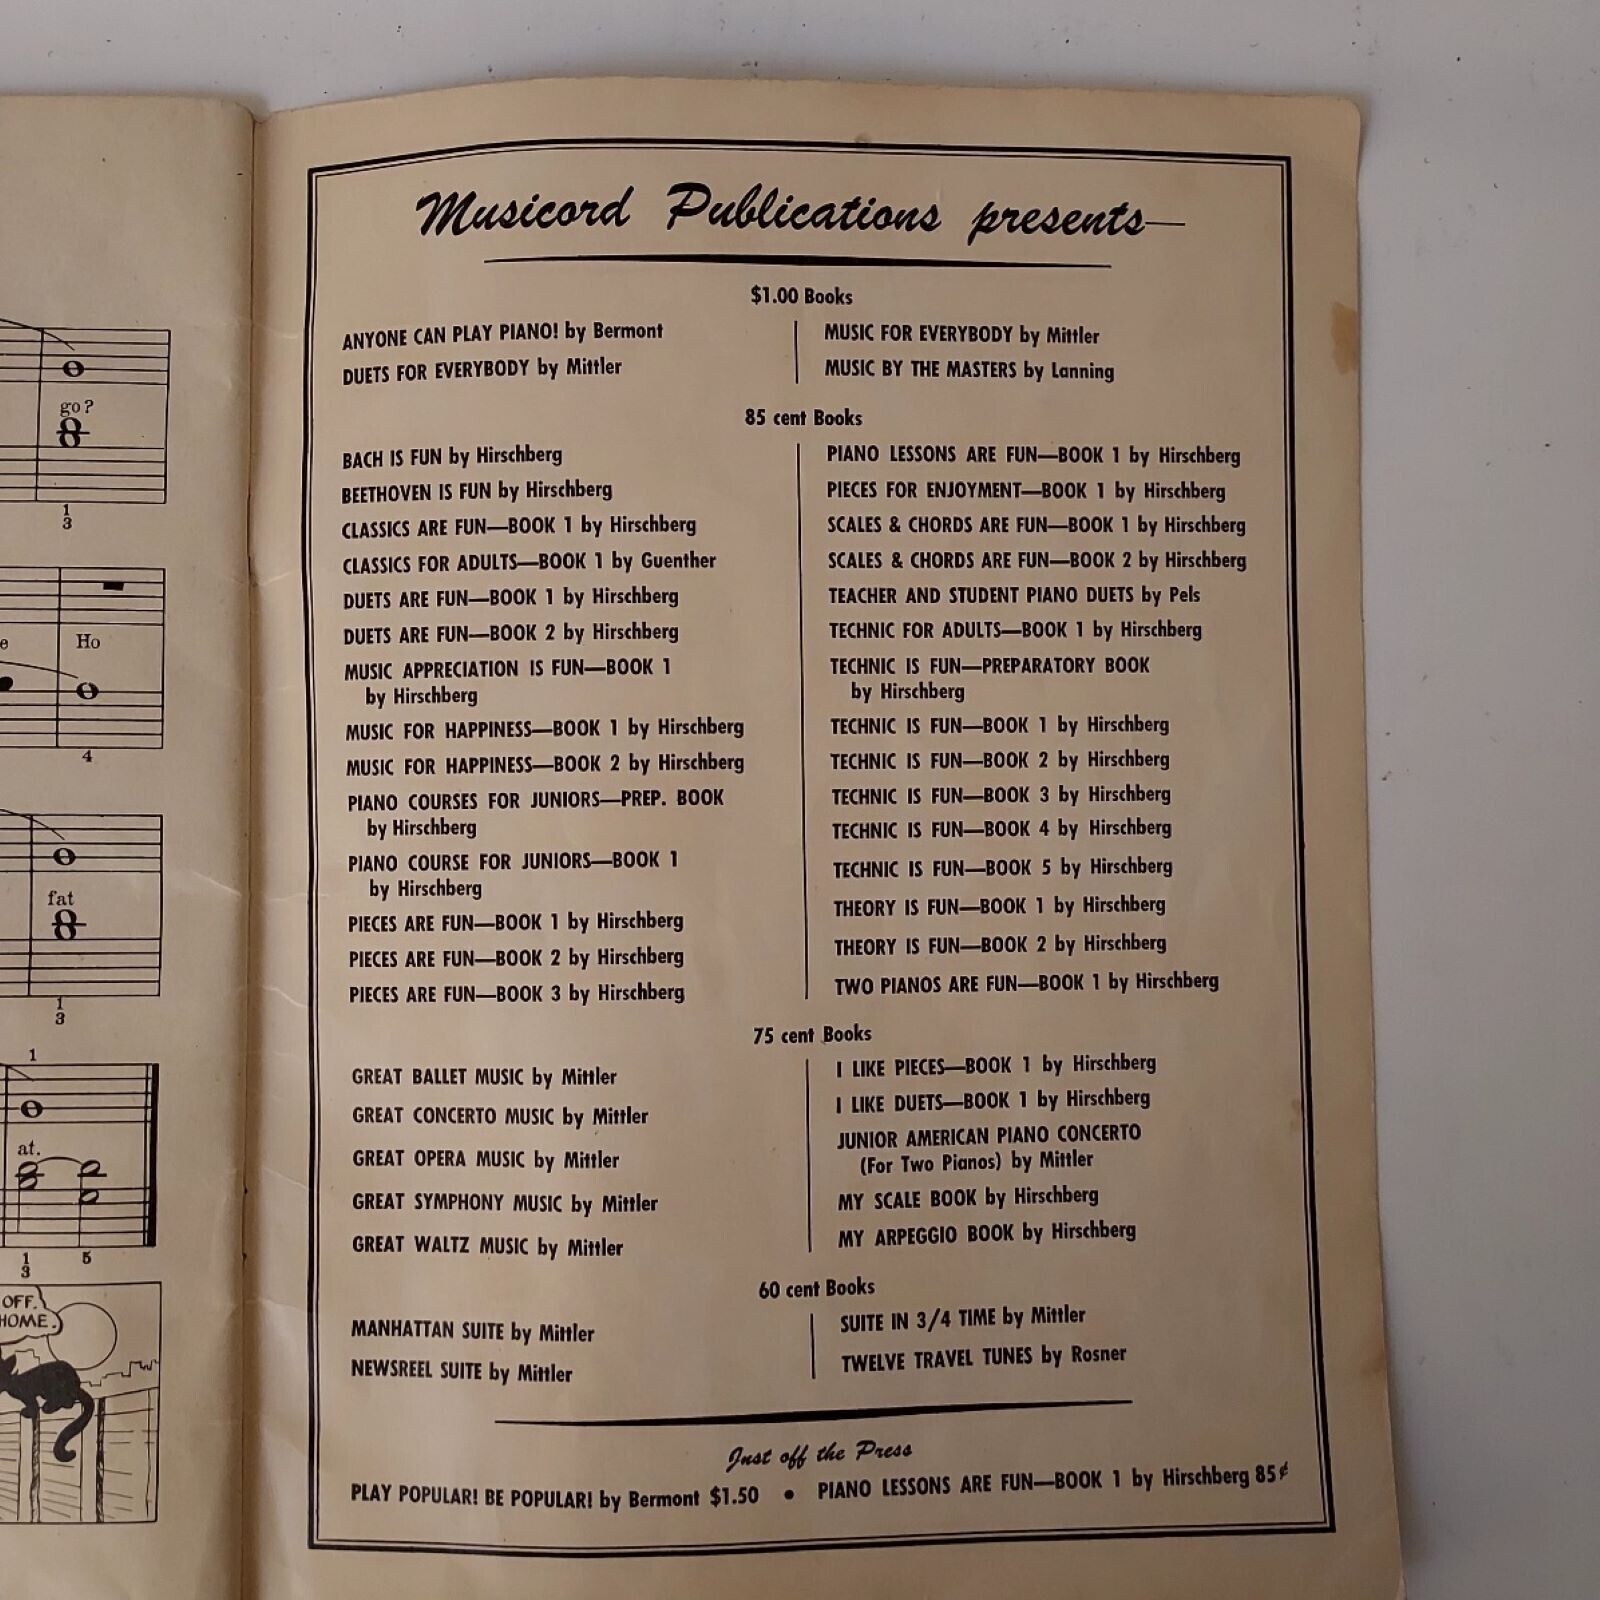 go?
1
3
e
Ho
4
fat
1
3
1
at.
1
3
5
OFF.
HOME.
Musicord Publications presents—
$1.00 Books
ANYONE CAN PLAY PIANO! by Bermont
DUETS FOR EVERYBODY by Mittler
MUSIC FOR EVERYBODY by Mittler
MUSIC BY THE MASTERS by Lanning
85 cent Books
BACH IS FUN by Hirschberg
BEETHOVEN IS FUN by Hirschberg
CLASSICS ARE FUN—BOOK 1 by Hirschberg
CLASSICS FOR ADULTS—BOOK 1 by Guenther
DUETS ARE FUN—BOOK 1 by Hirschberg
DUETS ARE FUN—BOOK 2 by Hirschberg
MUSIC APPRECIATION IS FUN—BOOK 1
by Hirschberg
MUSIC FOR HAPPINESS—BOOK 1 by Hirschberg
MUSIC FOR HAPPINESS—BOOK 2 by Hirschberg
PIANO COURSES FOR JUNIORS—PREP. BOOK
by Hirschberg
PIANO COURSE FOR JUNIORS—BOOK 1
by Hirschberg
PIECES ARE FUN—BOOK 1 by Hirschberg
PIECES ARE FUN—BOOK 2 by Hirschberg
PIECES ARE FUN—BOOK 3 by Hirschberg
PIANO LESSONS ARE FUN—BOOK 1 by Hirschberg
PIECES FOR ENJOYMENT—BOOK 1 by Hirschberg
SCALES & CHORDS ARE FUN—BOOK 1 by Hirschberg
SCALES & CHORDS ARE FUN—BOOK 2 by Hirschberg
TEACHER AND STUDENT PIANO DUETS by Pels
TECHNIC FOR ADULTS—BOOK 1 by Hirschberg
TECHNIC IS FUN—PREPARATORY BOOK
by Hirschberg
TECHNIC IS FUN—BOOK 1 by Hirschberg
TECHNIC IS FUN—BOOK 2 by Hirschberg
TECHNIC IS FUN—BOOK 3 by Hirschberg
TECHNIC IS FUN—BOOK 4 by Hirschberg
TECHNIC IS FUN—BOOK 5 by Hirschberg
THEORY IS FUN—BOOK 1 by Hirschberg
THEORY IS FUN—BOOK 2 by Hirschberg
TWO PIANOS ARE FUN—BOOK 1 by Hirschberg
75 cent Books
GREAT BALLET MUSIC by Mittler
GREAT CONCERTO MUSIC by Mittler
GREAT OPERA MUSIC by Mittler
GREAT SYMPHONY MUSIC by Mittler
GREAT WALTZ MUSIC by Mittler
I LIKE PIECES—BOOK 1 by Hirschberg
I LIKE DUETS—BOOK 1 by Hirschberg
JUNIOR AMERICAN PIANO CONCERTO
(For Two Pianos) by Mittler
MY SCALE BOOK by Hirschberg
MY ARPEGGIO BOOK by Hirschberg
60 cent Books
MANHATTAN SUITE by Mittler
NEWSREEL SUITE by Mittler
SUITE IN 3/4 TIME by Mittler
TWELVE TRAVEL TUNES by Rosner
Just off the Press
PLAY POPULAR! BE POPULAR! by Bermont $1.50 • PIANO LESSONS ARE FUN—BOOK 1 by Hirschberg 85¢